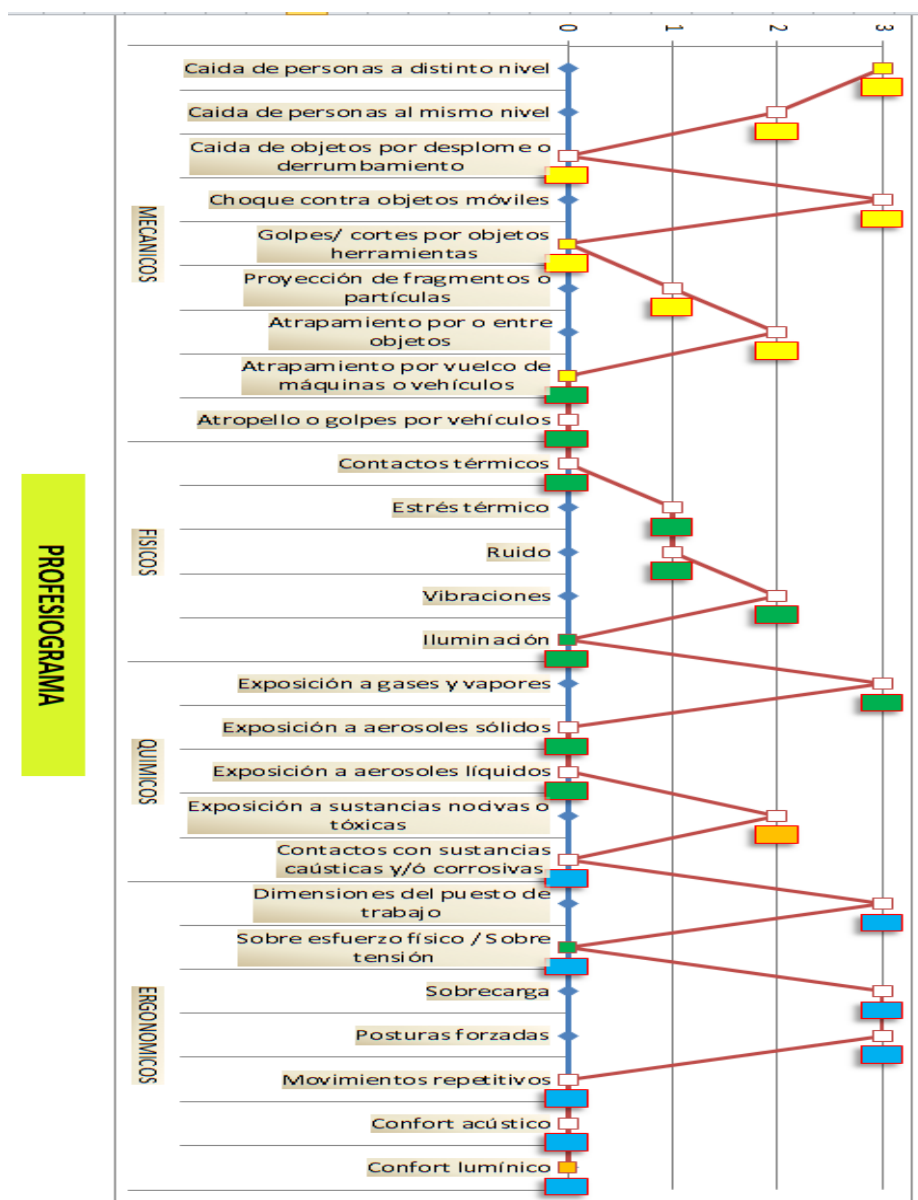 0
1
2
3
Caida de personas a distinto nivel
Caida de personas al mismo nivel
Caida de objetos por desplome o
derrumbamiento
Choque contra objetos móviles
Golpes/ cortes por objetos
herramientas
Proyección de fragmentos o
partículas
Atrapamiento por o entre
objetos
Atrapamiento por vuelco de
máquinas o vehículos
Atropello o golpes por vehículos
MECANICOS
Contactos térmicos
Estrés térmico
Ruido
Vibraciones
Iluminación
FISICOS
Exposición a gases y vapores
Exposición a aerosoles sólidos
Exposición a aerosoles líquidos
Exposición a sustancias nocivas o
tóxicas
Contactos con sustancias
caústicas y/ó corrosivas
QUIMICOS
Dimensiones del puesto de
trabajo
Sobre esfuerzo físico / Sobre
tensión
Sobrecarga
Posturas forzadas
Movimientos repetitivos
Confort acústico
Confort lumínico
ERGONOMICOS
PROFESIOGRAMA